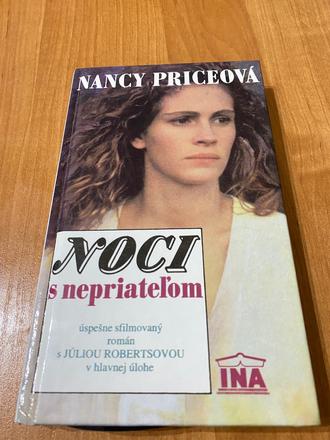 NANCY PRICEOVÁ
NOCI
s nepriateľom
úspešne sfilmovaný
román
s JÚLIOU ROBERTSOVOU
v hlavnej úlohe
INA